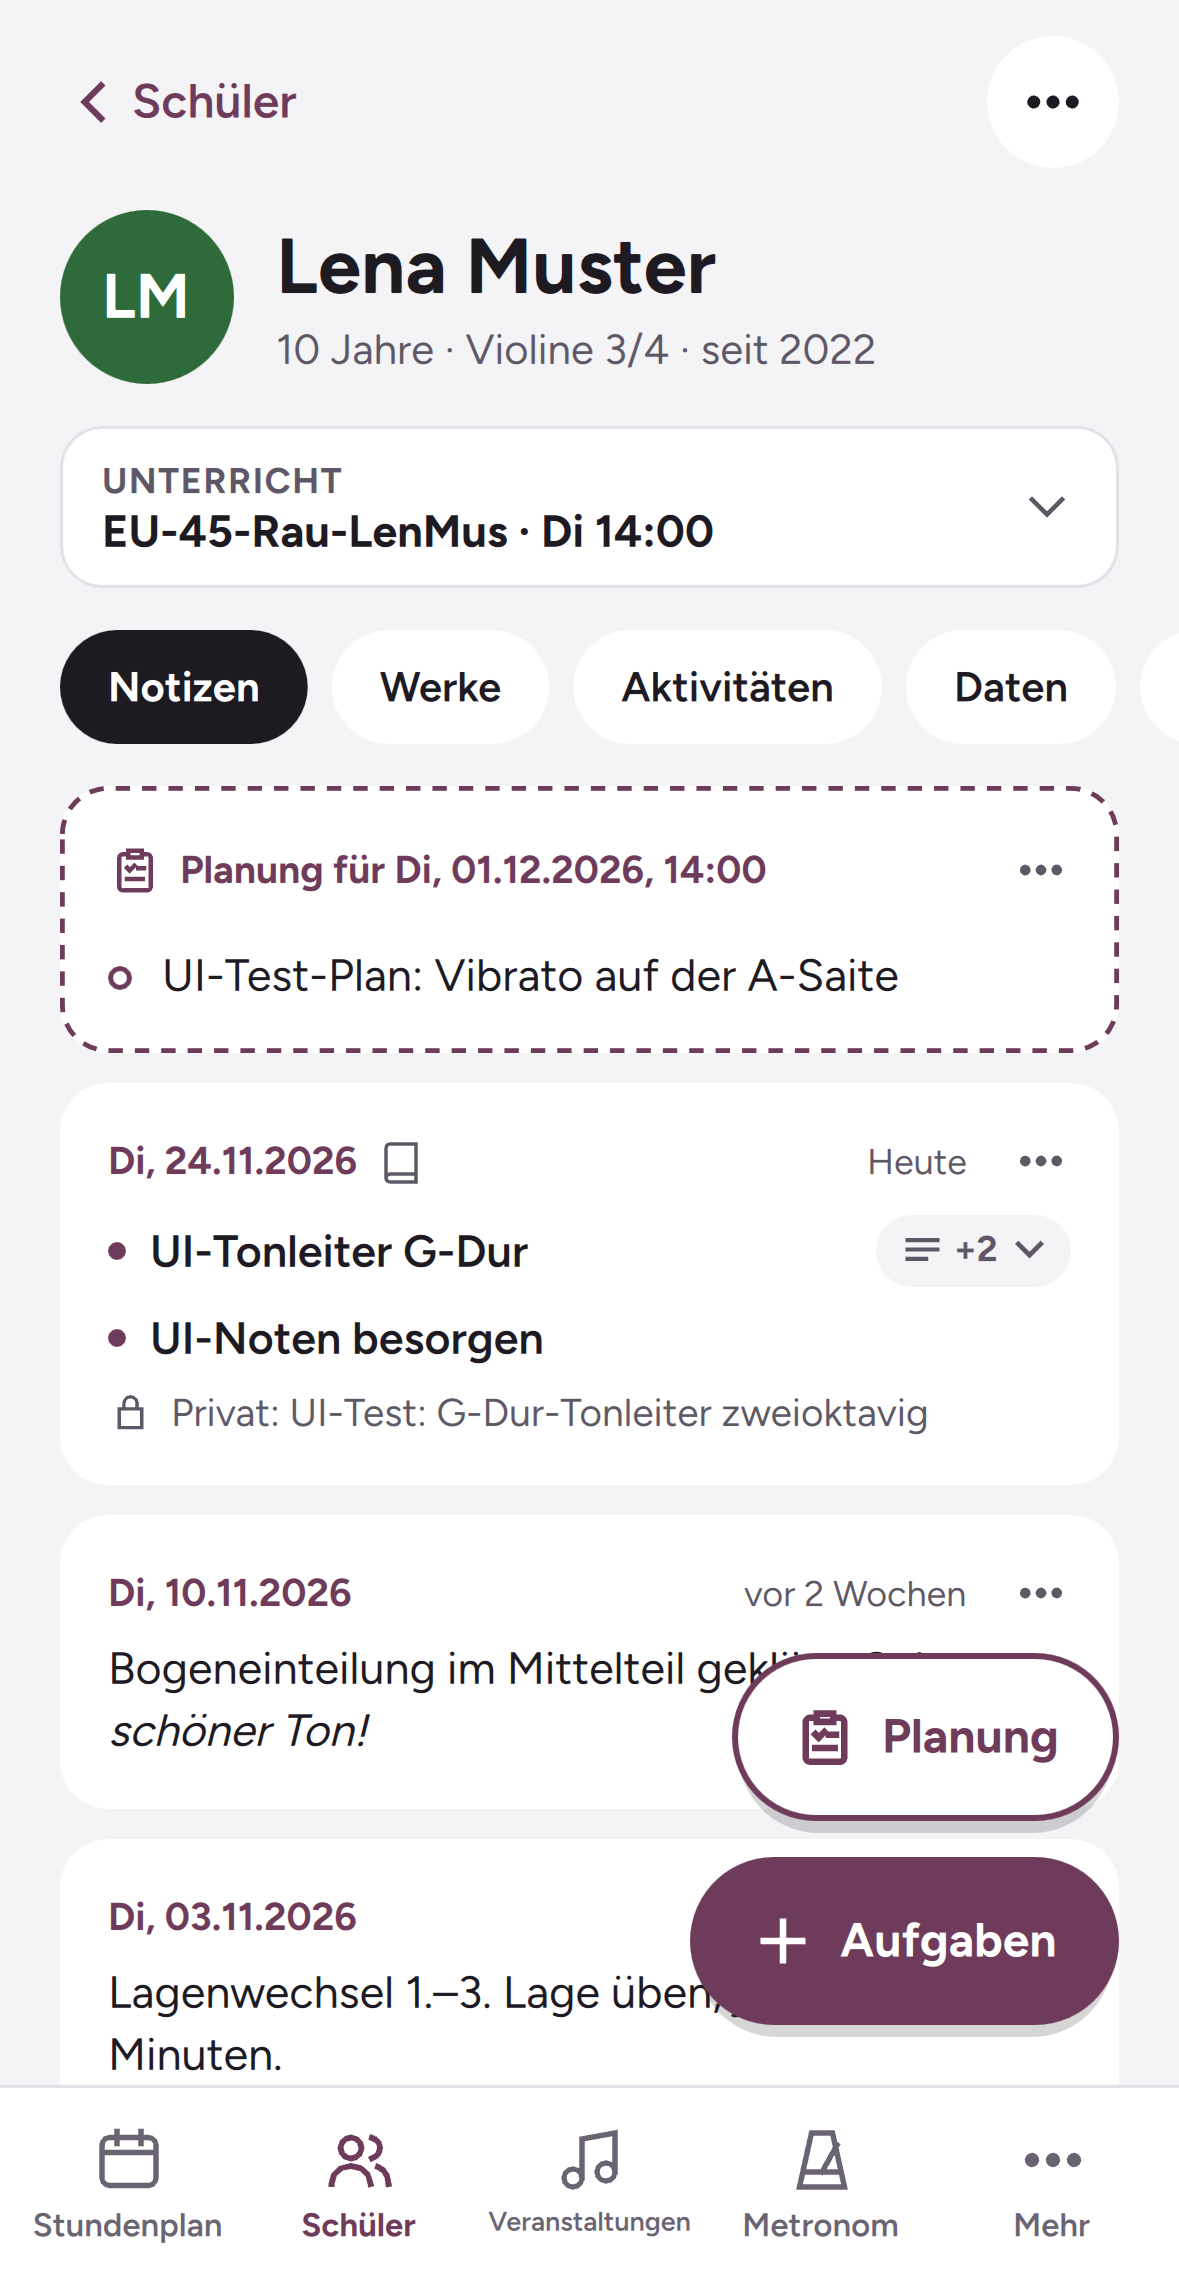 Schüler
LM
Lena Muster
10 Jahre · Violine 3/4 · seit 2022
UNTERRICHT
EU-45-Rau-LenMus · Di 14:00
Notizen Werke Aktivitäten Daten
Planung für Di, 01.12.2026, 14:00
UI-Test-Plan: Vibrato auf der A-Saite
Di, 24.11.2026 Heute
UI-Tonleiter G-Dur +2
UI-Noten besorgen
Privat: UI-Test: G-Dur-Tonleiter zweioktavig
Di, 10.11.2026 vor 2 Wochen
Bogeneinteilung im Mittelteil
schöner Ton!
Planung
Di, 03.11.2026
Aufgaben
Lagenwechsel 1.–3. Lage üben,
Minuten.
Stundenplan Schüler Veranstaltungen Metronom Mehr